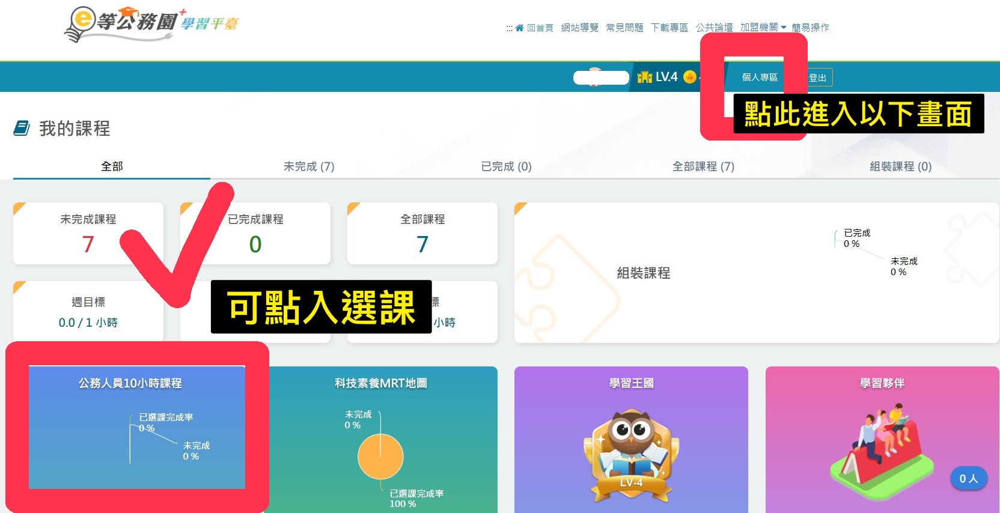 e等公務園+學習平臺
::: 回首頁 網站導覽 常見問題 下載專區 公共論壇 加盟機關 簡易操作
LV.4 個人專區 登出
點此進入以下畫面
我的課程
全部 未完成 (7) 已完成 (0) 全部課程 (7) 組裝課程 (0)
未完成課程
7
已完成課程
0
全部課程
7
組裝課程
已完成
0 %
未完成
0 %
週目標
0.0 / 1 小時
可點入選課
標
小時
公務人員10小時課程
已選課完成率
0 %
未完成
0 %
科技素養MRT地圖
未完成
0 %
已選課完成率
100 %
學習王國
LV-4
學習夥伴
0 人